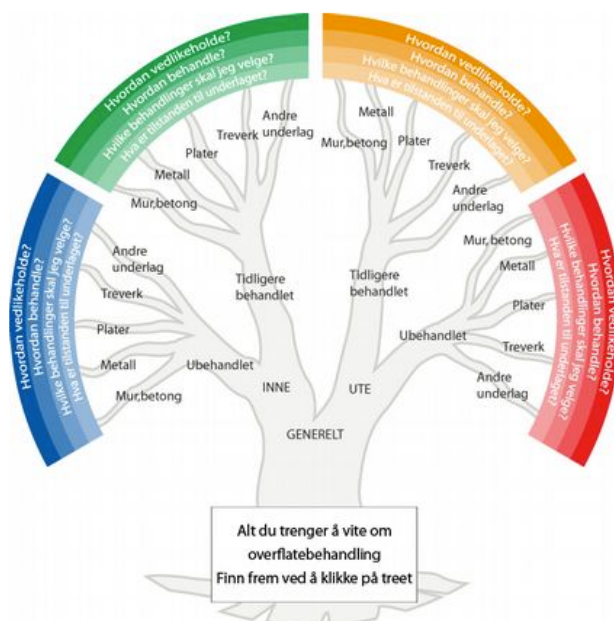 Hvordan vedlikeholde?
Hvordan behandle?
Hvilke behandlinger skal jeg velge?
Hva er tilstanden til underlaget?
Hvordan vedlikeholde?
Hvordan behandle?
Hvilke behandlinger skal jeg velge?
Hva er tilstanden til underlaget?
Hvordan vedlikeholde?
Hvordan behandle?
Hvilke behandlinger skal jeg velge?
Hva er tilstanden til underlaget?
Hvordan vedlikeholde?
Hvordan behandle?
Hvilke behandlinger skal jeg velge?
Hva er tilstanden til underlaget?
Andre
underlag
Treverk
Plater
Metall
Mur,betong
Ubehandlet
Mur,betong
Metall
Plater
Treverk
Andre
underlag
Tidligere
behandlet
INNE
Mur,betong
Metall
Plater
Treverk
Andre
underlag
Tidligere
behandlet
Mur, betong
Metall
Plater
Treverk
Andre
underlag
Ubehandlet
UTE
GENERELT
Alt du trenger å vite om
overflatebehandling
Finn frem ved å klikke på treet